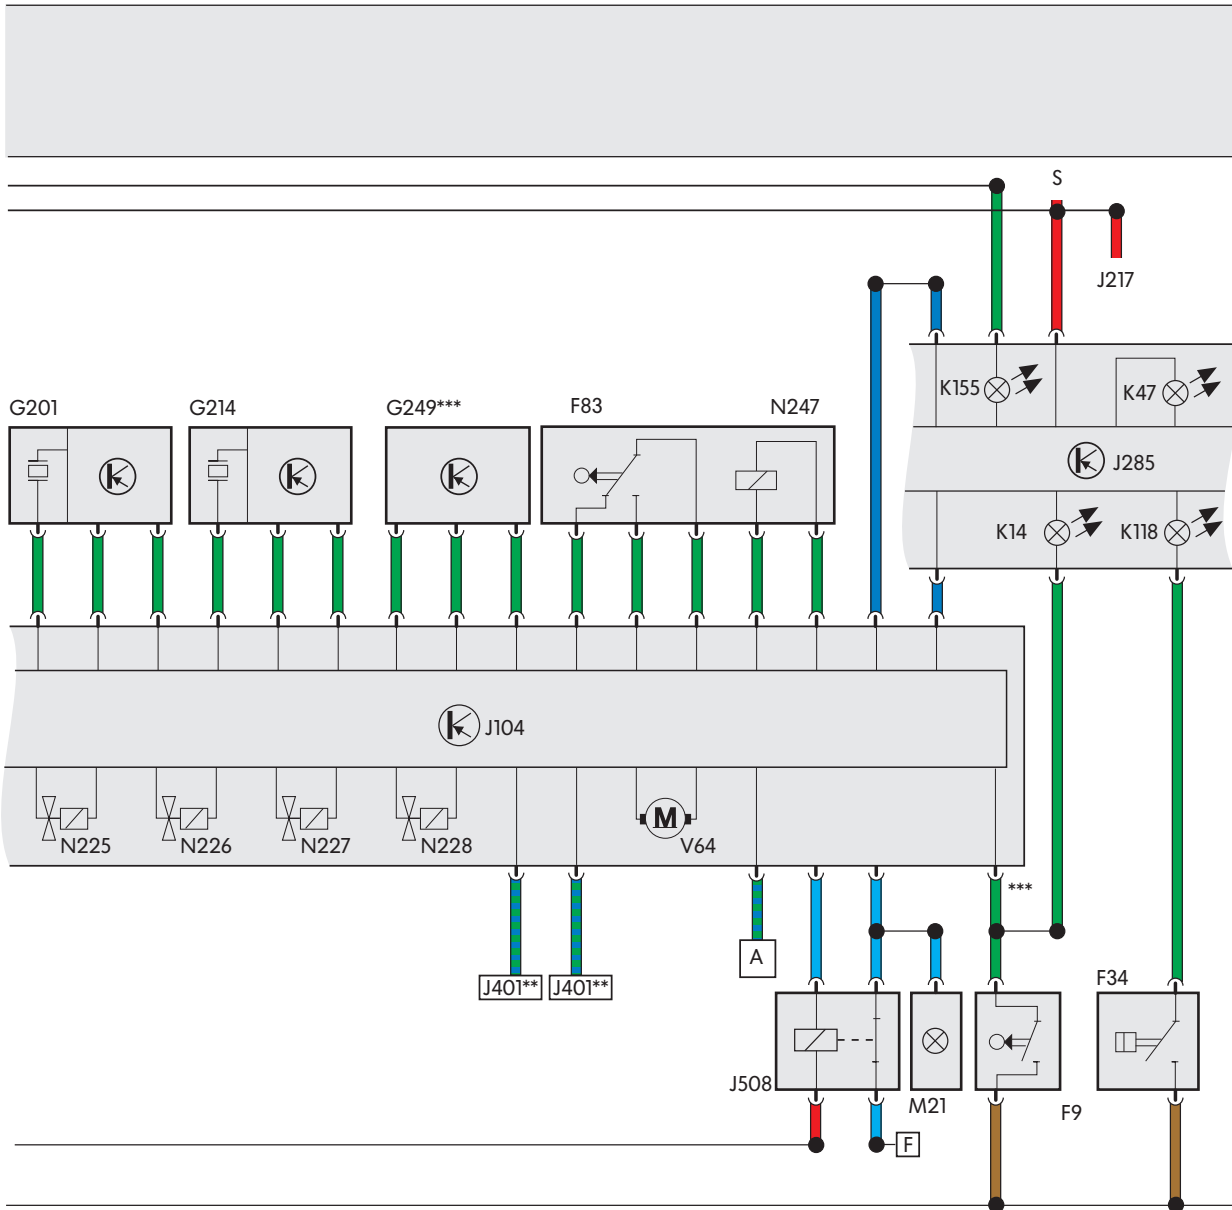 S
J217
K155
K47
G201
G214
G249***
F83
N247
J285
K14
K118
J104
N225
N226
N227
N228
M
V64
***
A
J401**
J401**
F34
J508
M21
F9
F